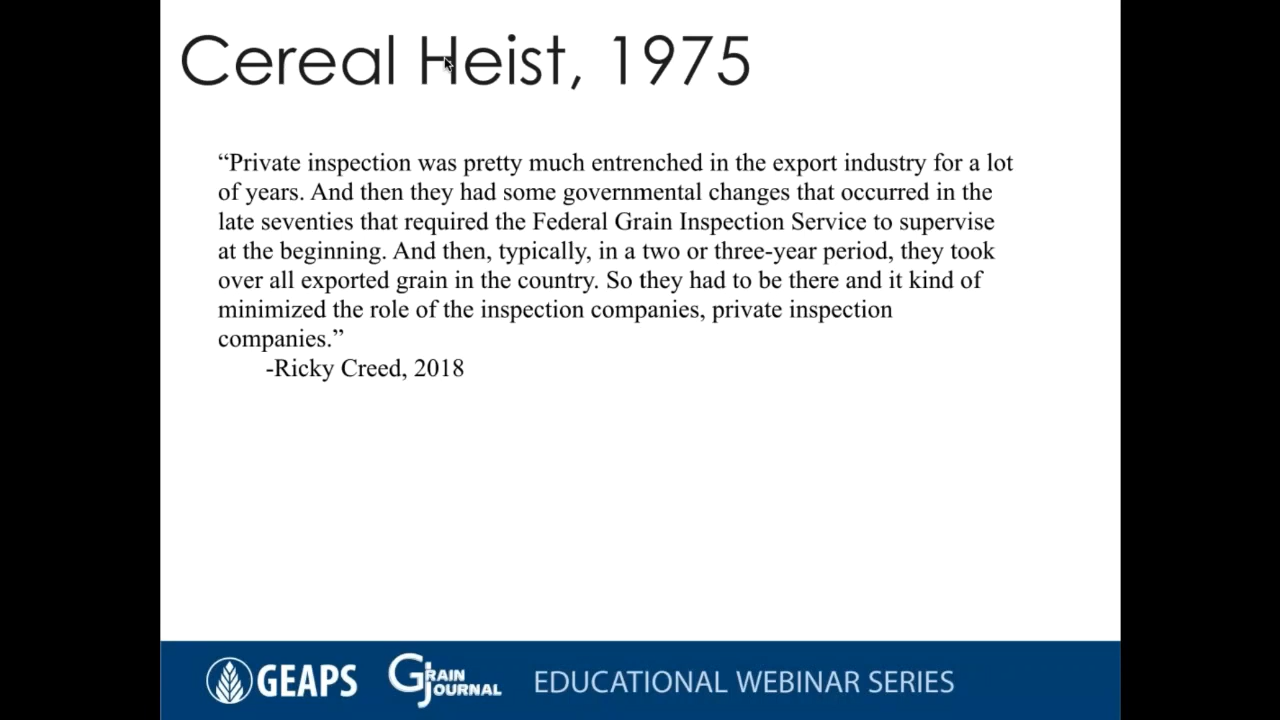 Cereal Heist, 1975
“Private inspection was pretty much entrenched in the export industry for a lot
of years. And then they had some governmental changes that occurred in the
late seventies that required the Federal Grain Inspection Service to supervise
at the beginning. And then, typically, in a two or three-year period, they took
over all exported grain in the country. So they had to be there and it kind of
minimized the role of the inspection companies, private inspection
companies.”
-Ricky Creed, 2018
GEAPS
GRAIN
JOURNAL
EDUCATIONAL WEBINAR SERIES